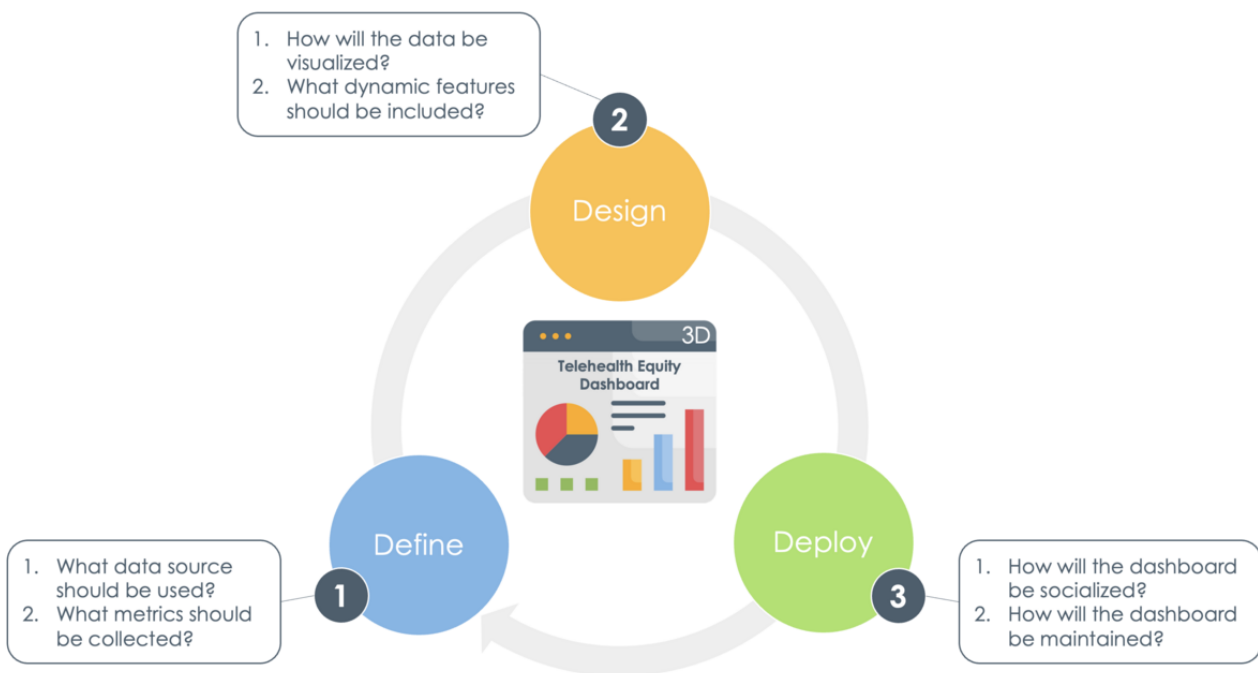 1. How will the data be
visualized?
2. What dynamic features
should be included?
2
Design
3D
Telehealth Equity
Dashboard
Define
Deploy
1. What data source
should be used?
2. What metrics should
be collected?
1
3
1. How will the dashboard
be socialized?
2. How will the dashboard
be maintained?